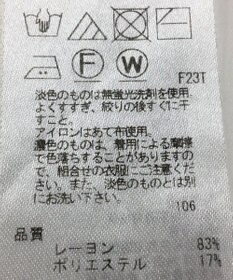 F W
F23T
淡色のものは無蛍光洗剤を使用
よくすすぎ、絞りの後すぐに干
すこと。
アイロンはあて布使用。
濃色のものは、着用による摩擦
で色落ちすることがありますの
で、組合せの衣服にご注意くださ
い。また、淡色のものとは別
にお洗い下さい。
106
品質
レーヨン 83%
ポリエステル 17%